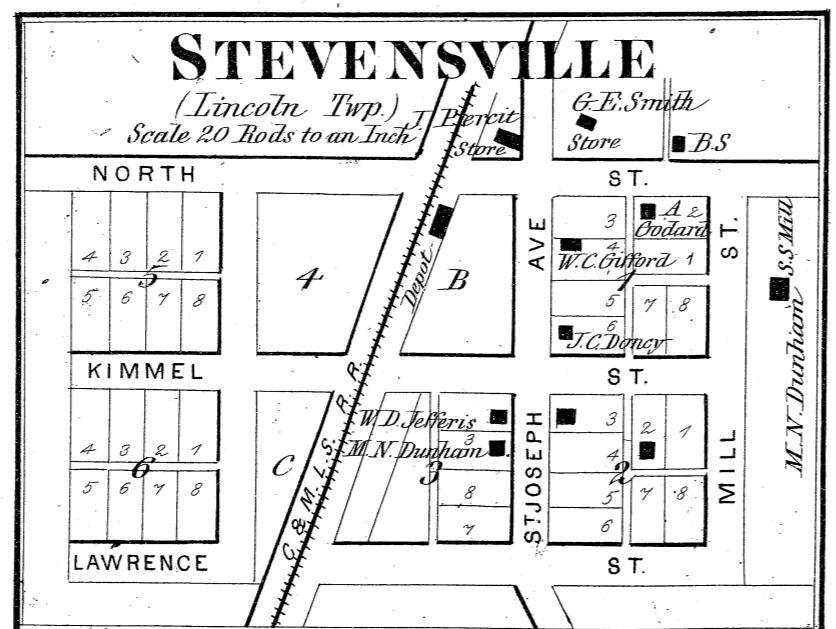 STEVENSVILLE
(Lincoln Twp.)
Scale 20 Rods to an Inch
Store
G. E. Smith
Store
B.S
NORTH
ST.
4 3 2 1
5
5 6 7 8
4
Depot
B
AVE
3
4
W.C. Gifford
5
6
J.C. Dancy
A 2
Godard
1
1
7 8
ST.
S.S Mill
M. N. Dunham
KIMMEL
ST.
4 3 2 1
6
5 6 7 8
C
C. & M. L. S. R. R.
W. D. Jefferis
3
M. N. Dunham
3
8
7
ST. JOSEPH
3
4
5
6
2
2 1
7 8
MILL
LAWRENCE
ST.